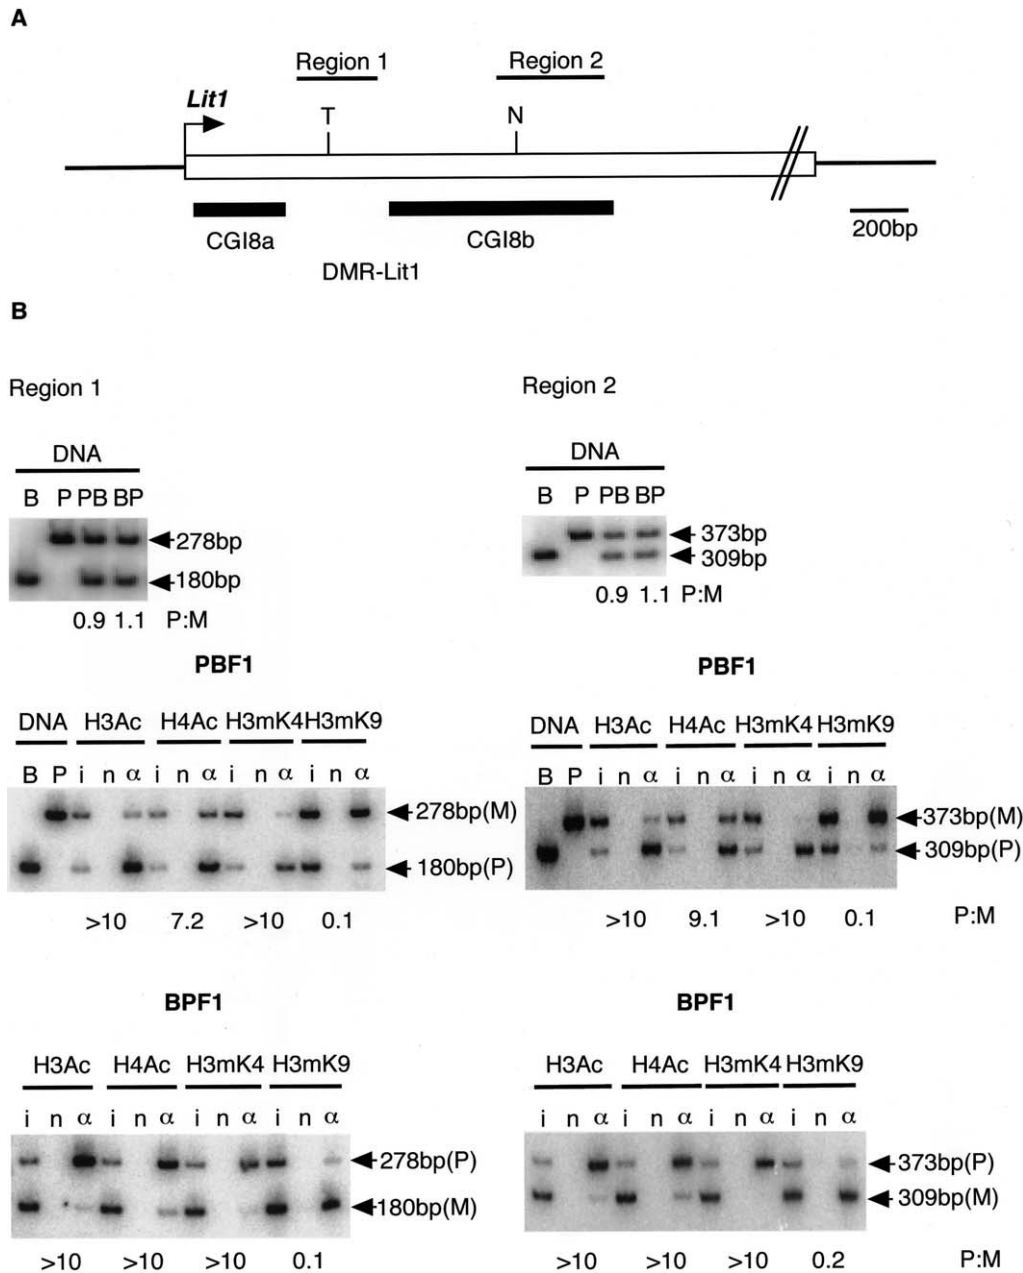 A
Region 1 Region 2
Lit1
T N
CGI8a CGI8b
200bp
DMR-Lit1
B
Region 1
DNA
B P PB BP
278bp
180bp
0.9 1.1 P:M
Region 2
DNA
B P PB BP
373bp
309bp
0.9 1.1 P:M
PBF1
DNA H3Ac H4Ac H3mK4 H3mK9
B P i n α i n α i n α i n α
278bp(M)
180bp(P)
>10 7.2 >10 0.1
PBF1
DNA H3Ac H4Ac H3mK4 H3mK9
B P i n α i n α i n α i n α
373bp(M)
309bp(P)
>10 9.1 >10 0.1 P:M
BPF1
H3Ac H4Ac H3mK4 H3mK9
i n α i n α i n α i n α
278bp(P)
180bp(M)
>10 >10 >10 0.1
BPF1
H3Ac H4Ac H3mK4 H3mK9
i n α i n α i n α i n α
373bp(P)
309bp(M)
>10 >10 >10 0.2 P:M